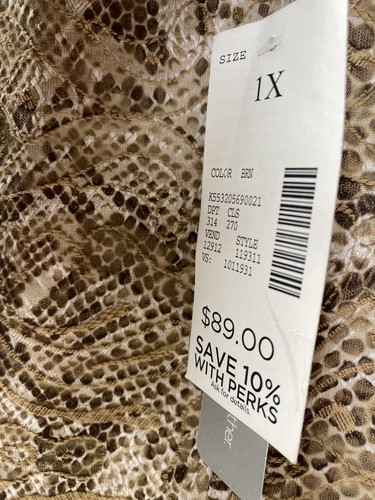 SIZE
1X
COLOR BRN
K553205690021
DPT CLS
314 270
VEND STYLE
12912 119311
VS: 1011931
$89.00
SAVE 10%
WITH PERKS
Ask for details.